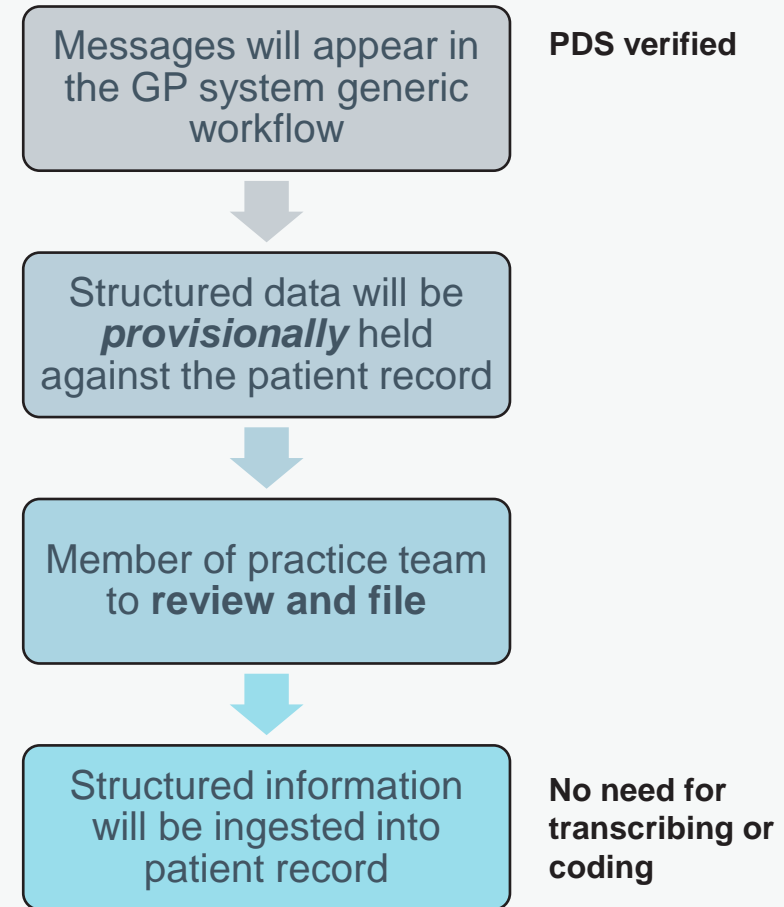 Messages will appear in
the GP system generic
workflow
PDS verified
Structured data will be
provisionally held
against the patient record
Member of practice team
to review and file
Structured information
will be ingested into
patient record
No need for
transcribing or
coding